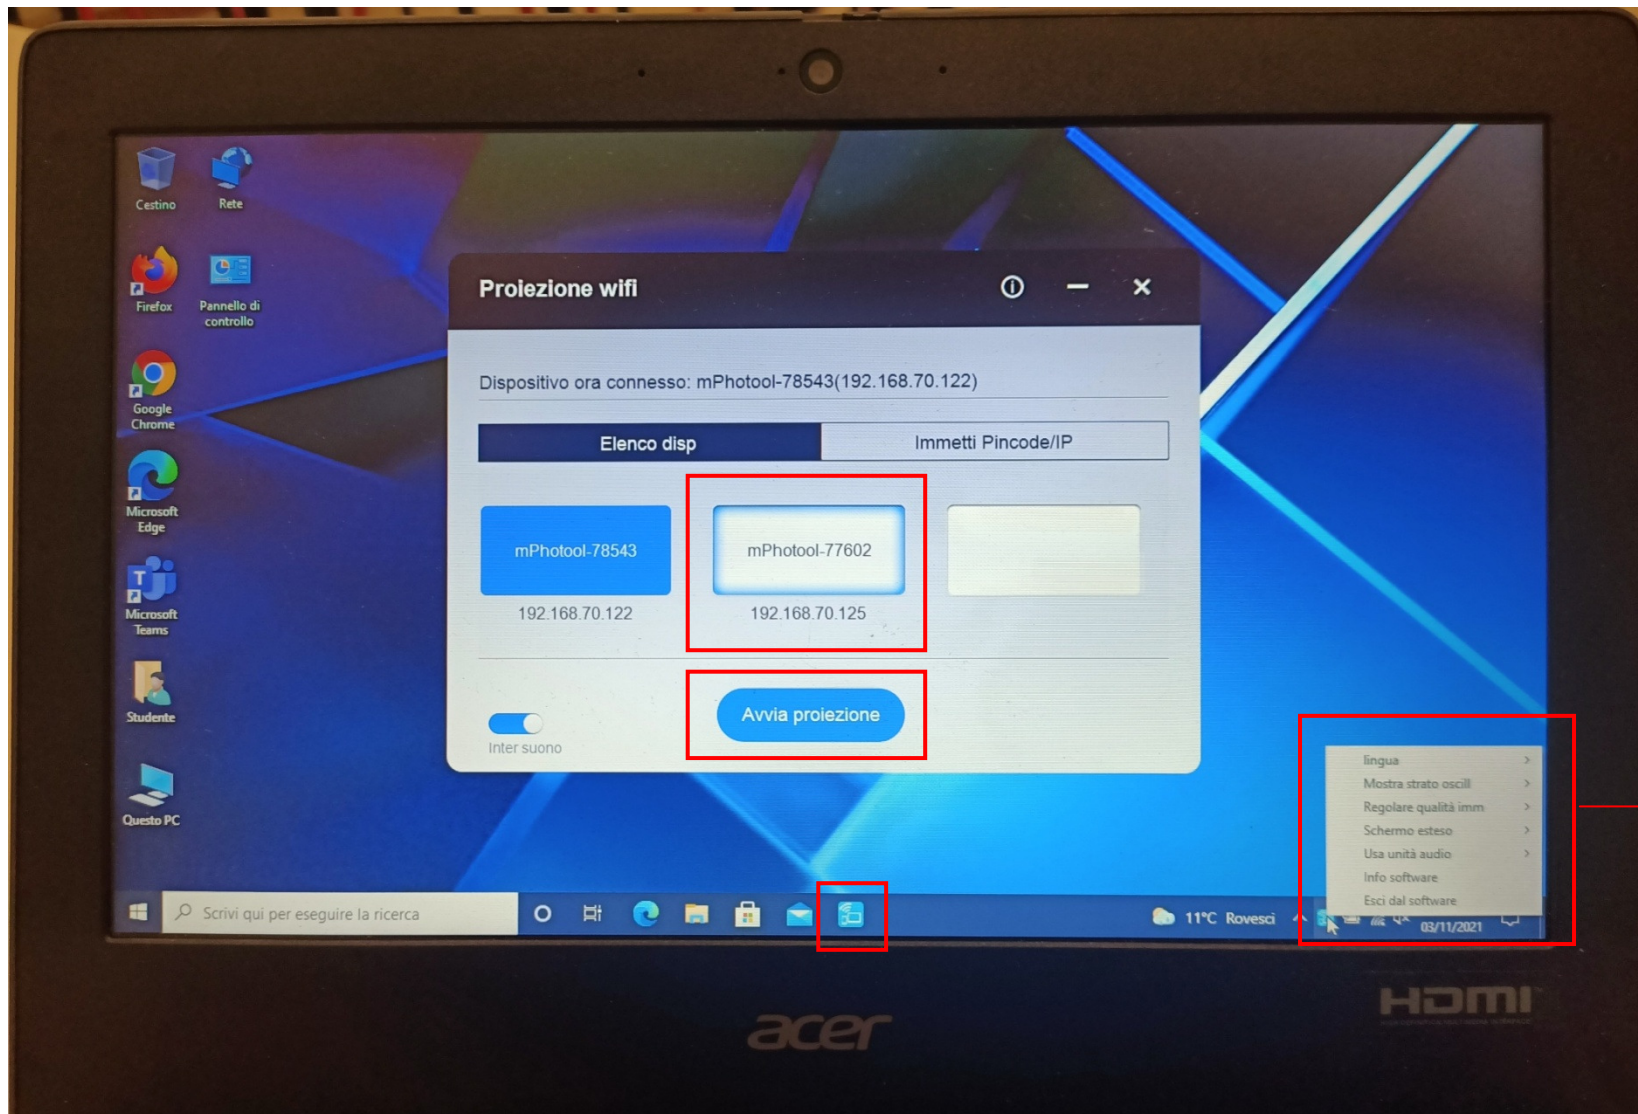 Cestino
Rete
Firefox
Pannello di
controllo
Google
Chrome
Microsoft
Edge
Microsoft
Teams
Studente
Questo PC
Proiezione wifi
Dispositivo ora connesso: mPhotool-78543(192.168.70.122)
Elenco disp
Immetti Pincode/IP
mPhotool-78543
mPhotool-77602
192.168.70.122
192.168.70.125
Avvia proiezione
Inter suono
lingua
Mostra strato oscill
Regolare qualità imm
Schermo esteso
Usa unità audio
Info software
Esci dal software
Scrivi qui per eseguire la ricerca
11°C Rovesci
03/11/2021
acer
HDMI